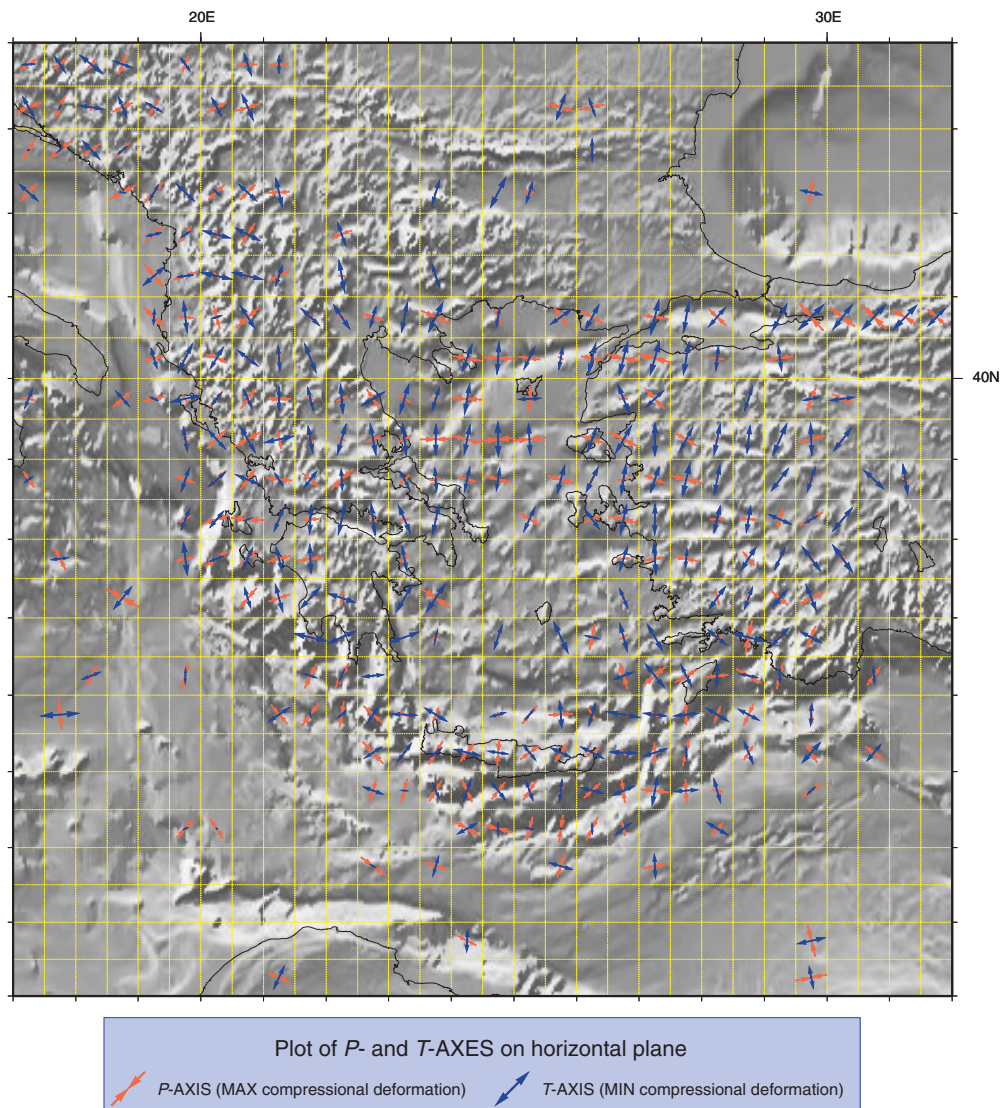 20E 30E
40N
Plot of P- and T-AXES on horizontal plane
P-AXIS (MAX compressional deformation) T-AXIS (MIN compressional deformation)